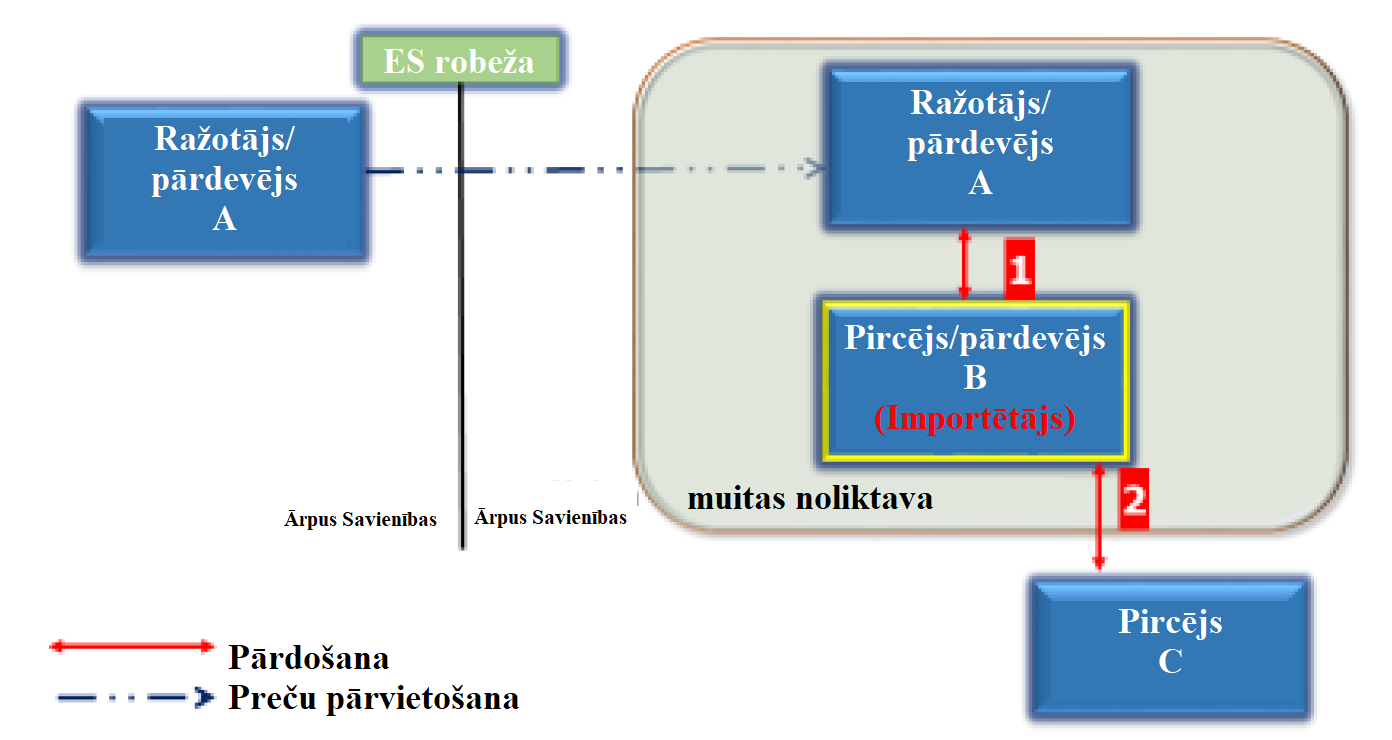 ES robeža
Ražotājs/
pārdevējs
A
Ražotājs/
pārdevējs
A
1
Pircējs/pārdevējs
B
(Importētājs)
2
muitas noliktava
Ārpus Savienības
Ārpus Savienības
Pircējs
C
Pārdošana
Preču pārvietošana